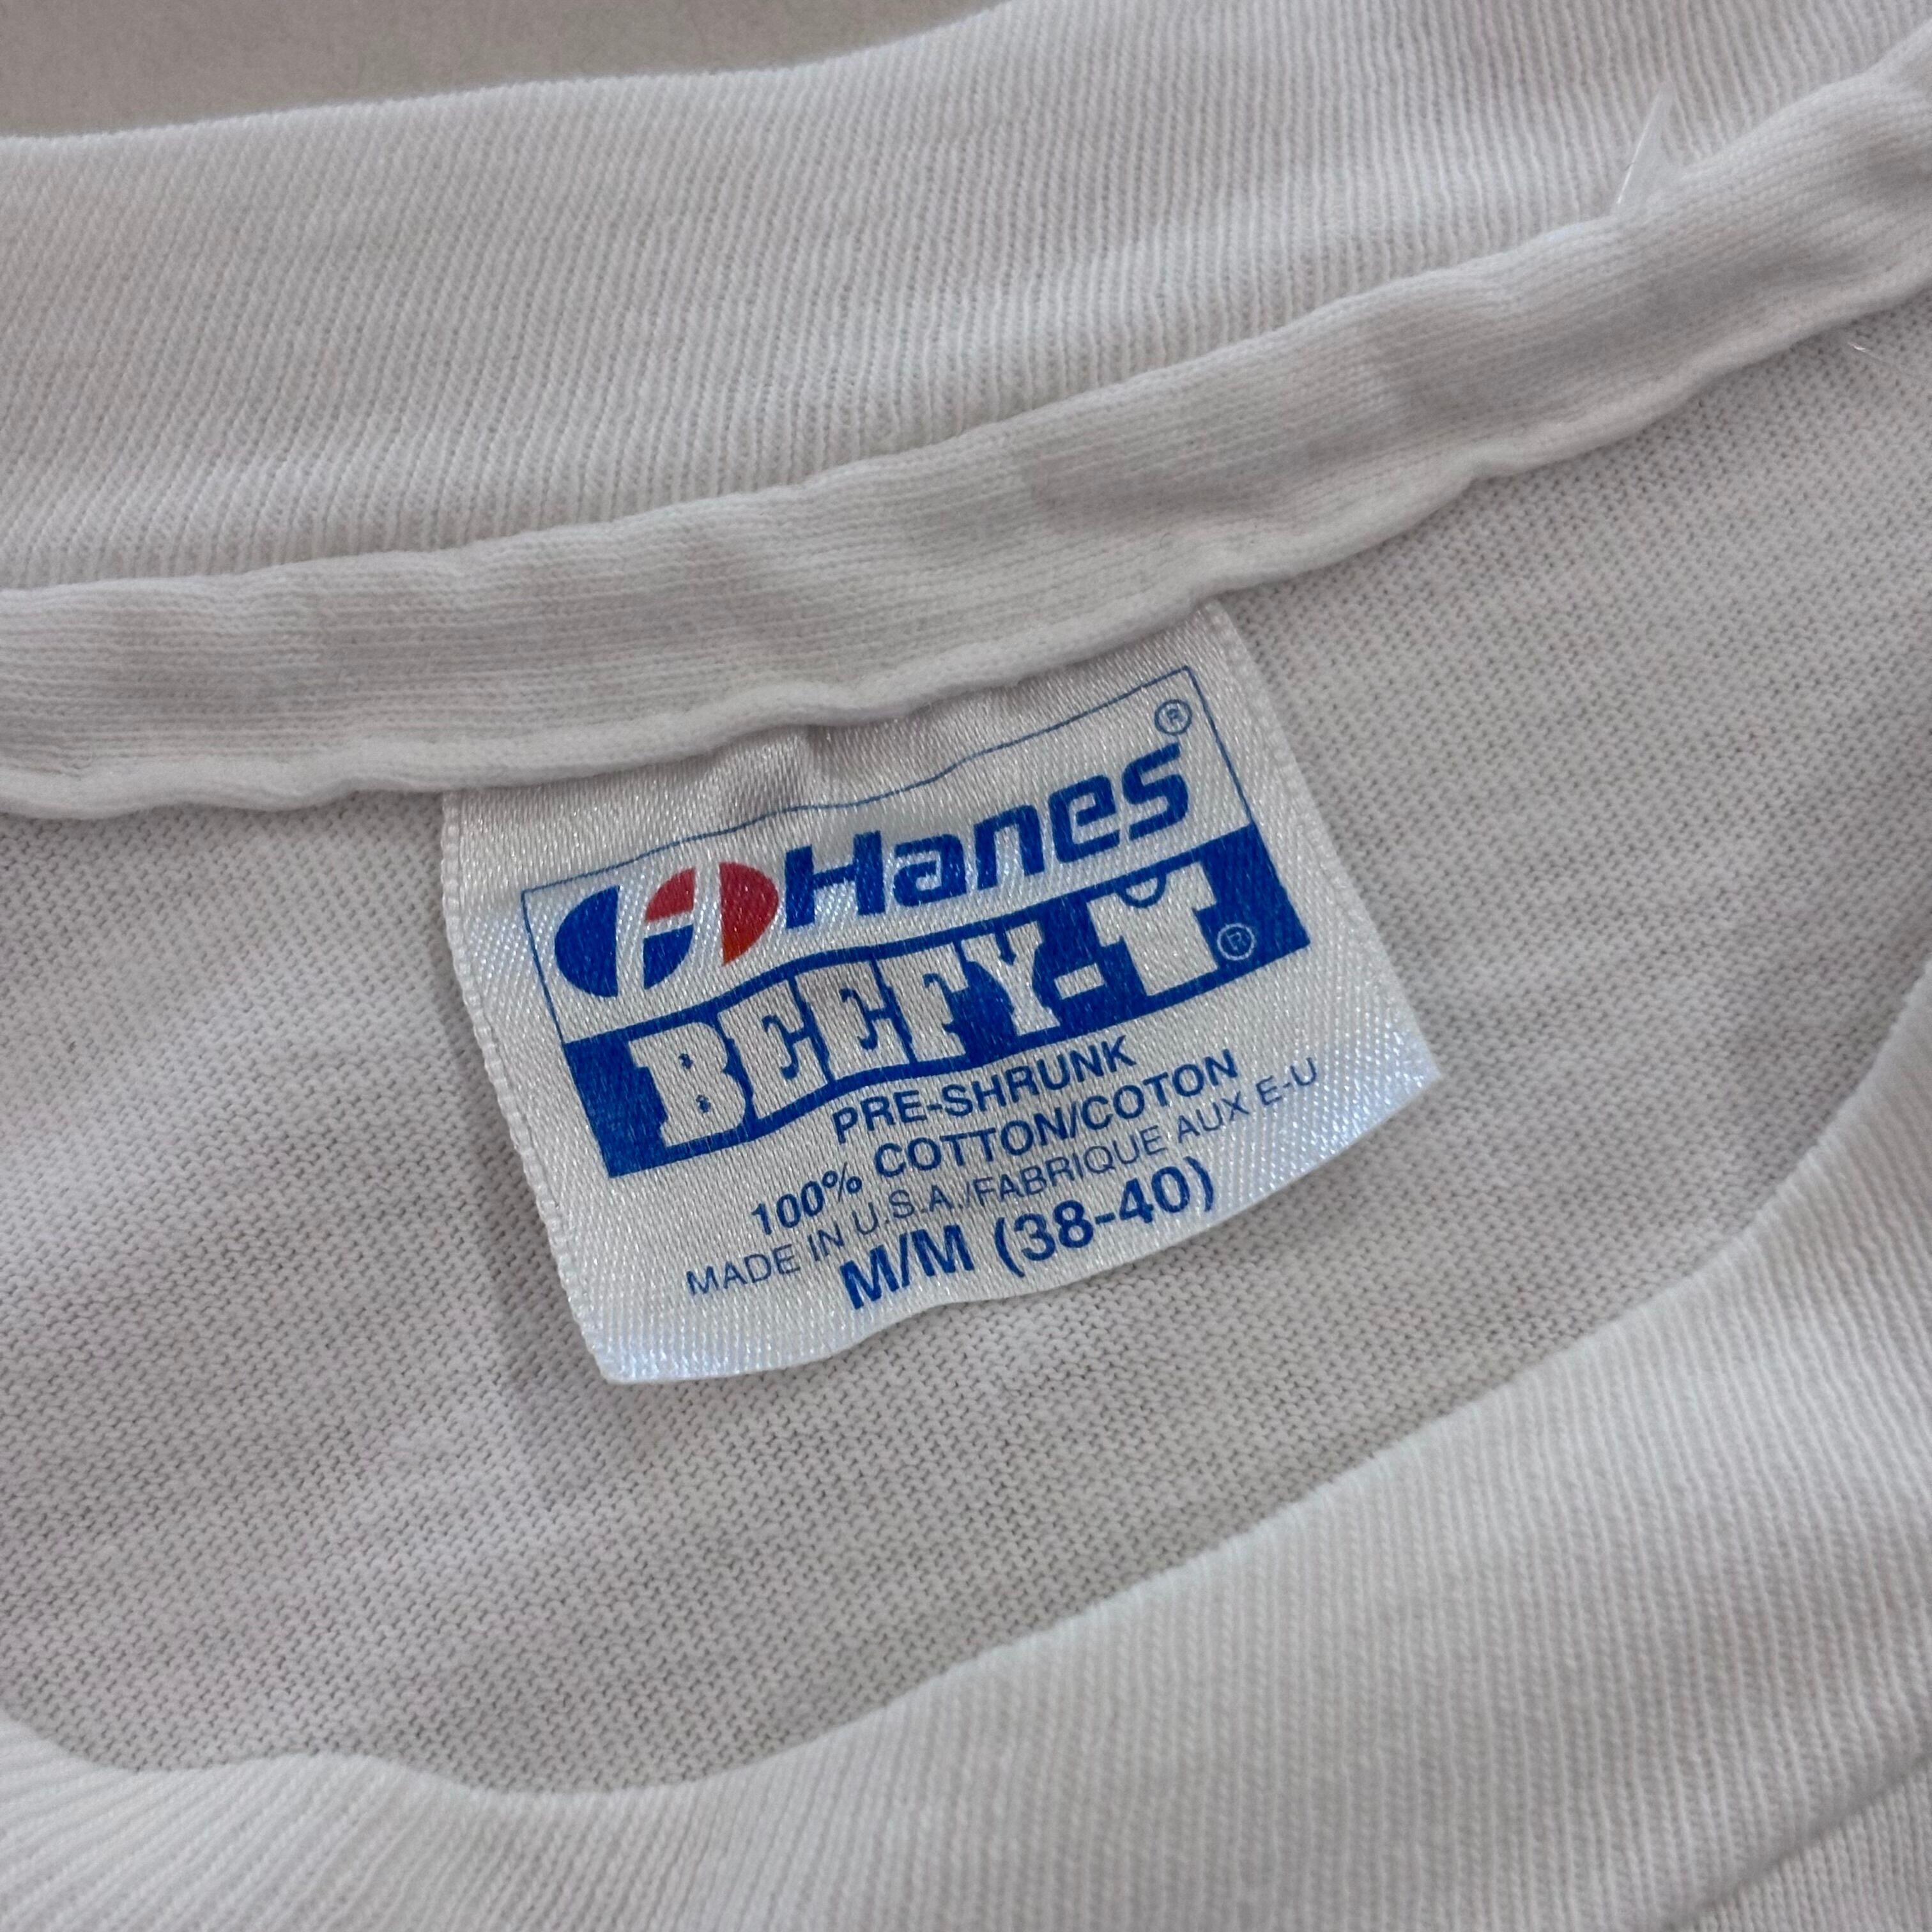 Hanes®
BEEFY-T®
PRE-SHRUNK
100% COTTON/COTON
MADE IN U.S.A./FABRIQUE AUX E-U
M/M (38-40)